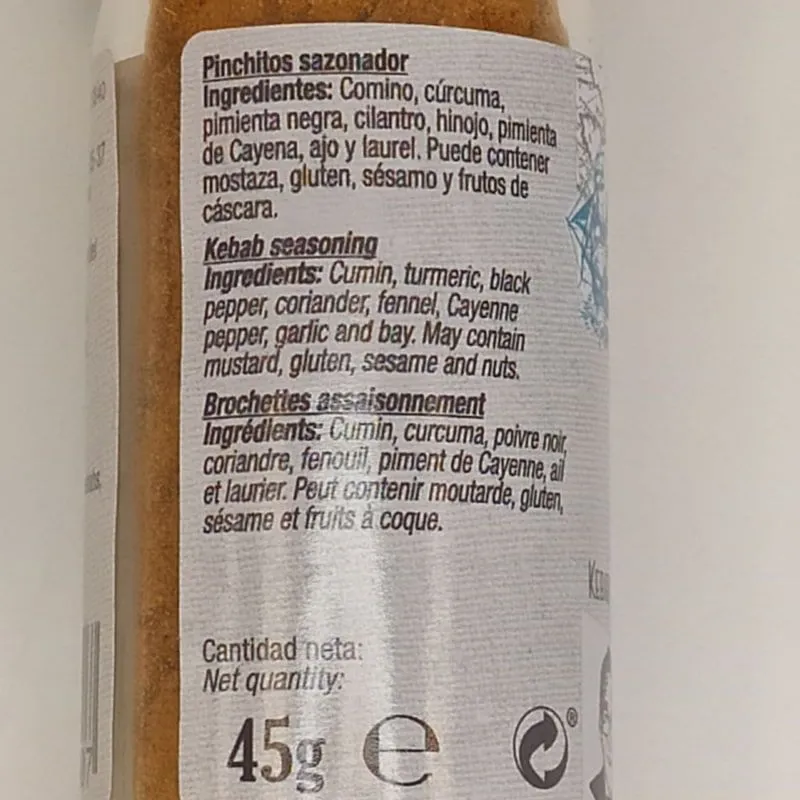 Pinchitos sazonador
Ingredientes: Comino, cúrcuma,
pimienta negra, cilantro, hinojo, pimienta
de Cayena, ajo y laurel. Puede contener
mostaza, gluten, sésamo y frutos de
cáscara.
Kebab seasoning
Ingredients: Cumin, turmeric, black
pepper, coriander, fennel, Cayenne
pepper, garlic and bay. May contain
mustard, gluten, sesame and nuts.
Brochettes assaisonnement
Ingrédients: Cumin, curcuma, poivre noir,
coriandre, fenouil, piment de Cayenne, ail
et laurier. Peut contenir moutarde, gluten,
sésame et fruits à coque.
Cantidad neta:
Net quantity:
45g ℮
®